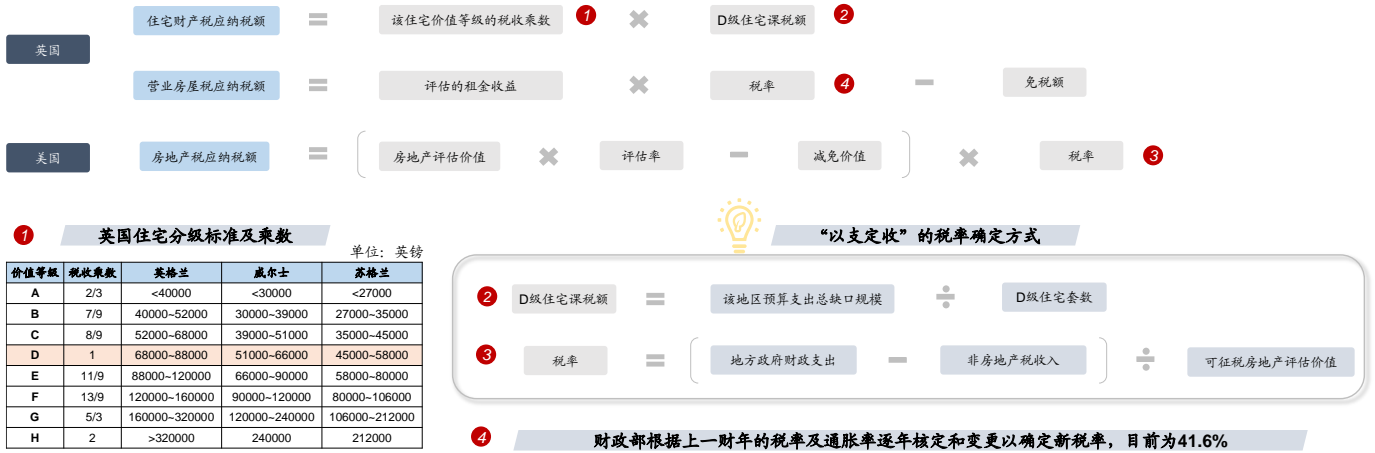 住宅财产税应纳税额 = 该住宅价值等级的税收乘数 1 × D级住宅课税额 2
英国
营业房屋税应纳税额 = 评估的租金收益 × 税率 4 - 免税额
美国 房地产税应纳税额 = ( 房地产评估价值 × 评估率 - 减免价值 ) × 税率 3
1 英国住宅分级标准及乘数
单位：英镑
价值等级 税收乘数 英格兰 威尔士 苏格兰
A 2/3 <40000 <30000 <27000
B 7/9 40000~52000 30000~39000 27000~35000
C 8/9 52000~68000 39000~51000 35000~45000
D 1 68000~88000 51000~66000 45000~58000
E 11/9 88000~120000 66000~90000 58000~80000
F 13/9 120000~160000 90000~120000 80000~106000
G 5/3 160000~320000 120000~240000 106000~212000
H 2 >320000 240000 212000
“以支定收”的税率确定方式
2 D级住宅课税额 = 该地区预算支出总缺口规模 ÷ D级住宅套数
3 税率 = ( 地方政府财政支出 - 非房地产税收入 ) ÷ 可征税房地产评估价值
4 财政部根据上一财年的税率及通胀率逐年核定和变更以确定新税率，目前为41.6%